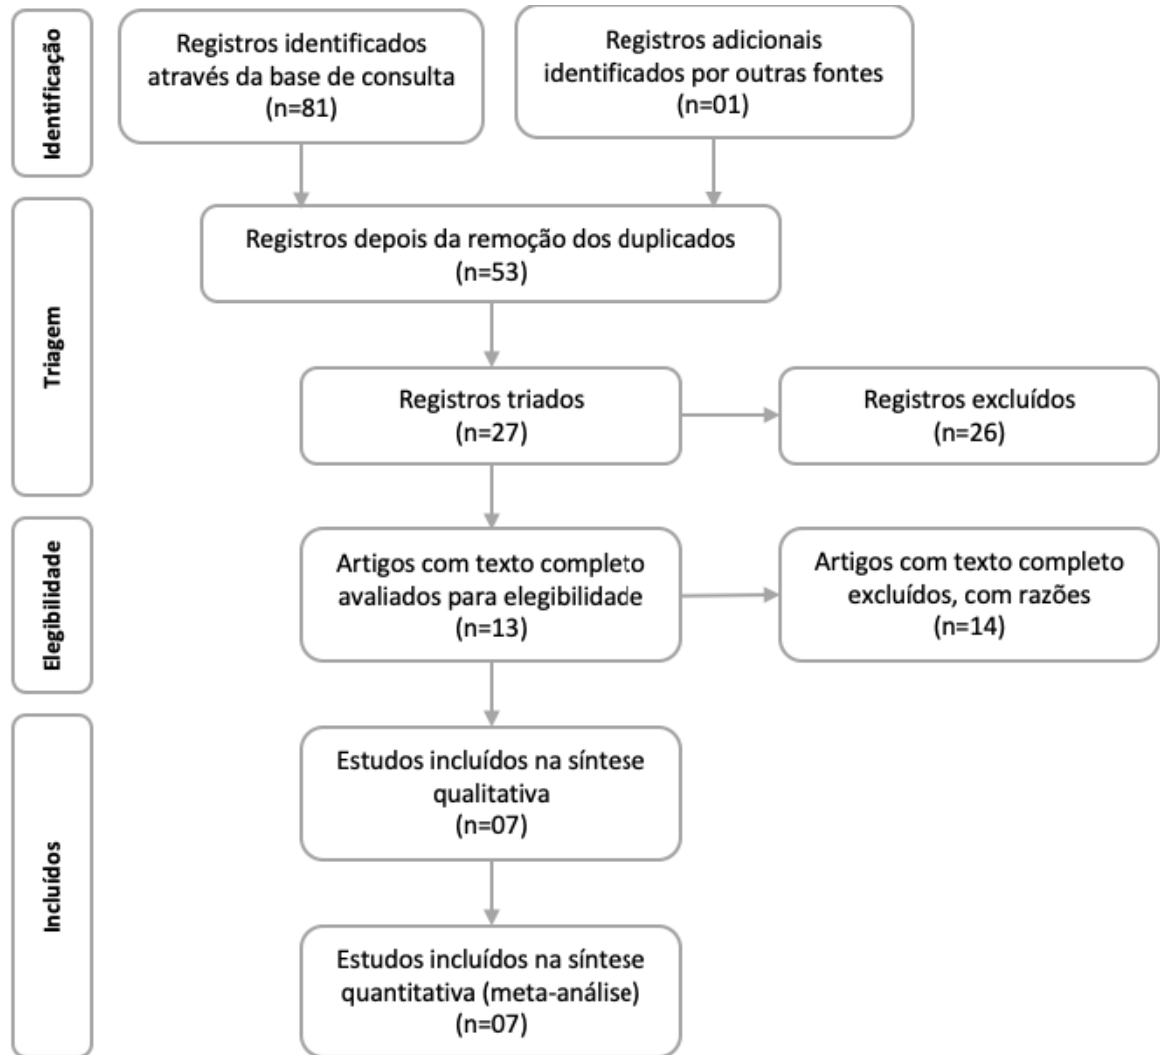 Identificação
Registros identificados
através da base de consulta
(n=81)
Registros adicionais
identificados por outras fontes
(n=01)
Triagem
Registros depois da remoção dos duplicados
(n=53)
Registros triados
(n=27)
Registros excluídos
(n=26)
Elegibilidade
Artigos com texto completo
avaliados para elegibilidade
(n=13)
Artigos com texto completo
excluídos, com razões
(n=14)
Incluídos
Estudos incluídos na síntese
qualitativa
(n=07)
Estudos incluídos na síntese
quantitativa (meta-análise)
(n=07)